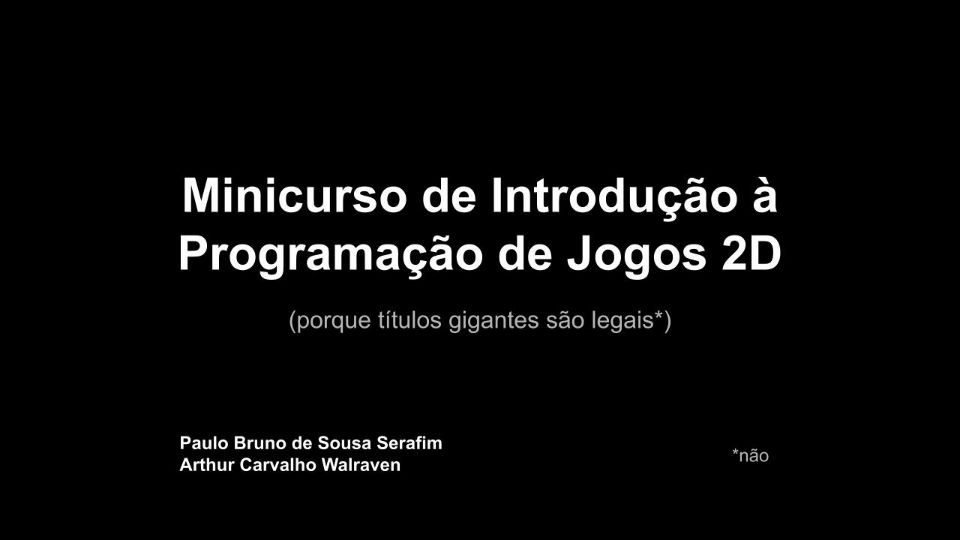 Minicurso de Introdução à
Programação de Jogos 2D
(porque títulos gigantes são legais*)
Paulo Bruno de Sousa Serafim
Arthur Carvalho Walraven
*não